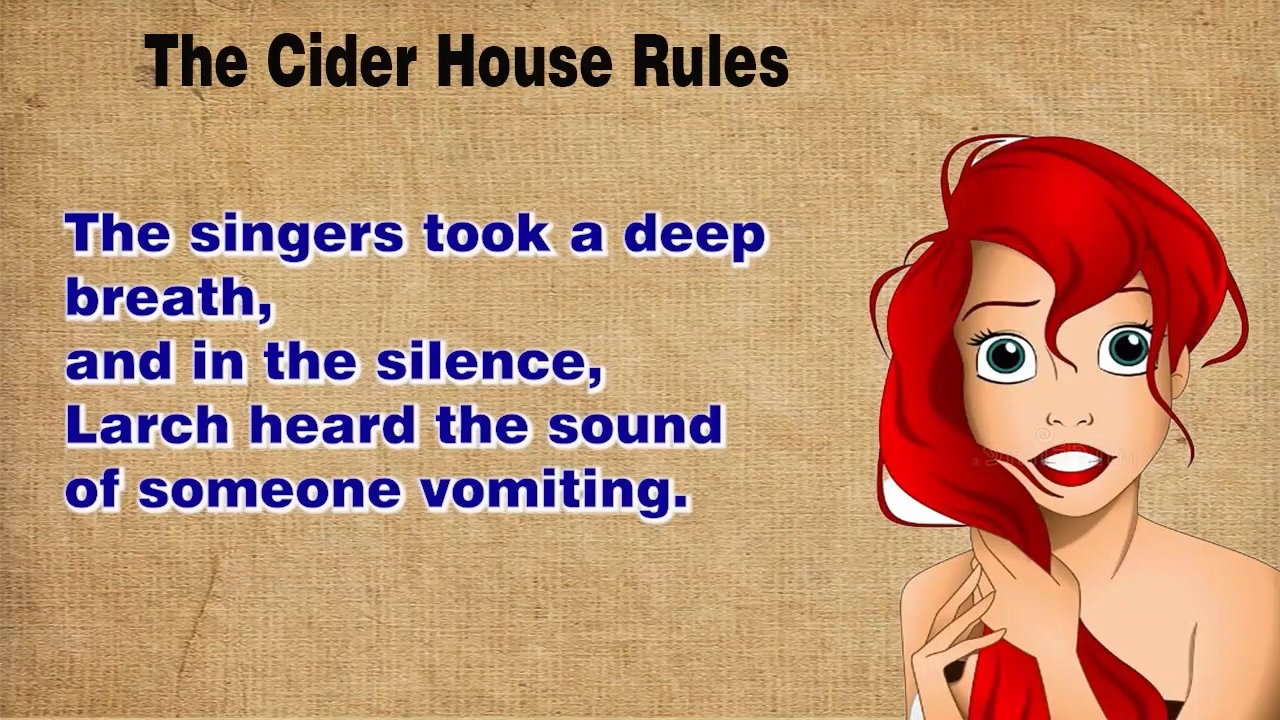 The Cider House Rules
The singers took a deep
breath,
and in the silence,
Larch heard the sound
of someone vomiting.